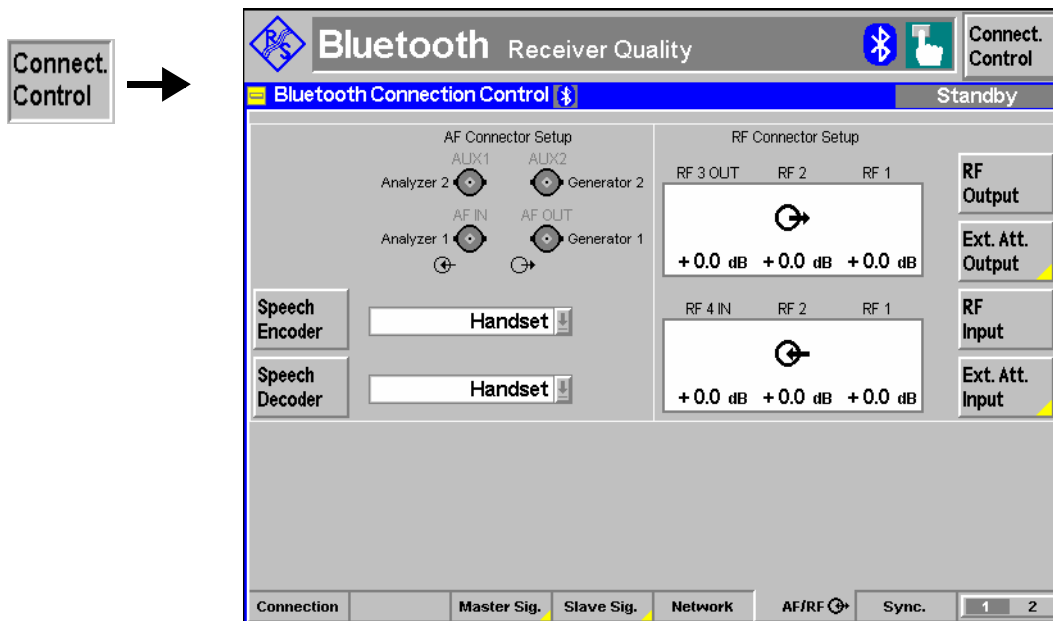 Connect.
Control
R S
Bluetooth Receiver Quality
Connect.
Control
Bluetooth Connection Control
Standby
AF Connector Setup
AUX1 AUX2
Analyzer 2 Generator 2
AF IN AF OUT
Analyzer 1 Generator 1
RF Connector Setup
RF 3 OUT RF 2 RF 1
+ 0.0 dB + 0.0 dB + 0.0 dB
RF
Output
Ext. Att.
Output
Speech
Encoder
Handset
RF 4 IN RF 2 RF 1
RF
Input
Speech
Decoder
Handset
+ 0.0 dB + 0.0 dB + 0.0 dB
Ext. Att.
Input
Connection Master Sig. Slave Sig. Network AF/RF Sync. 1 2